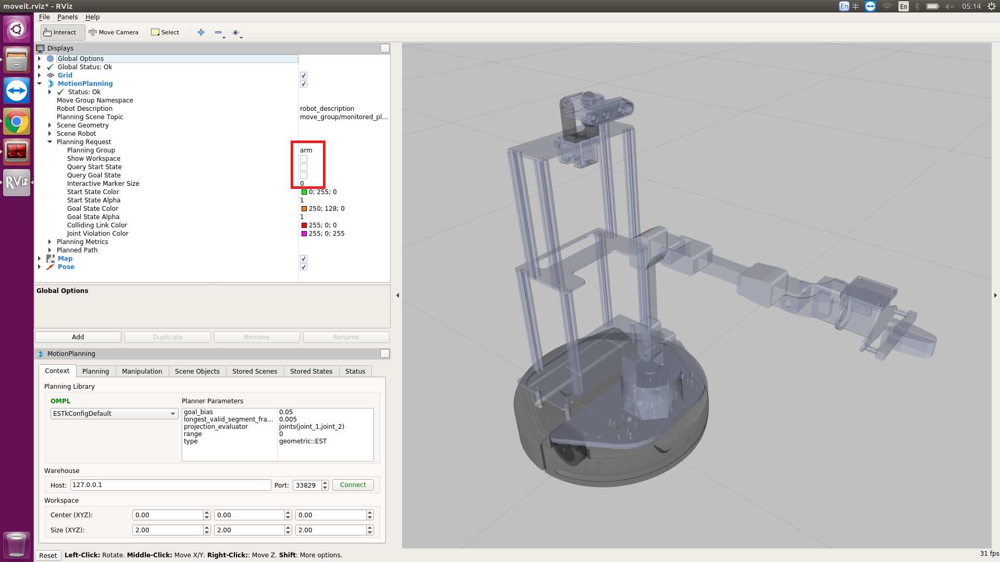 moveit.rviz* - RViz
En 半 En 05:14
File Panels Help
Interact Move Camera Select
Displays
Global Options
Global Status: Ok
Grid
MotionPlanning
Status: Ok
Move Group Namespace
Robot Description robot_description
Planning Scene Topic move_group/monitored_pl...
Scene Geometry
Scene Robot
Planning Request
Planning Group arm
Show Workspace
Query Start State
Query Goal State
Interactive Marker Size 0
Start State Color 0; 255; 0
Start State Alpha 1
Goal State Color 250; 128; 0
Goal State Alpha 1
Colliding Link Color 255; 0; 0
Joint Violation Color 255; 0; 255
Planning Metrics
Planned Path
Map
Pose
RViz
Global Options
Add Duplicate Remove Rename
MotionPlanning
Context Planning Manipulation Scene Objects Stored Scenes Stored States Status
Planning Library
OMPL Planner Parameters
ESTkConfigDefault
goal_bias 0.05
longest_valid_segment_fra... 0.005
projection_evaluator joints(joint_1,joint_2)
range 0
type geometric::EST
Warehouse
Host: 127.0.0.1 Port: 33829 Connect
Workspace
Center (XYZ): 0.00 0.00 0.00
Size (XYZ): 2.00 2.00 2.00
Reset Left-Click: Rotate. Middle-Click: Move X/Y. Right-Click:: Move Z. Shift: More options. 31 fps